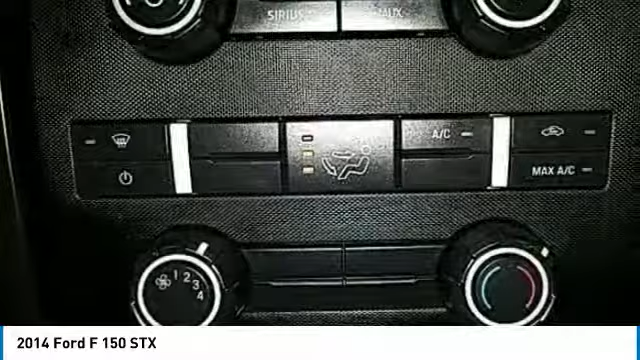 SIRIUS
AUX
A/C
MAX A/C
1 2 3 4
2014 Ford F 150 STX